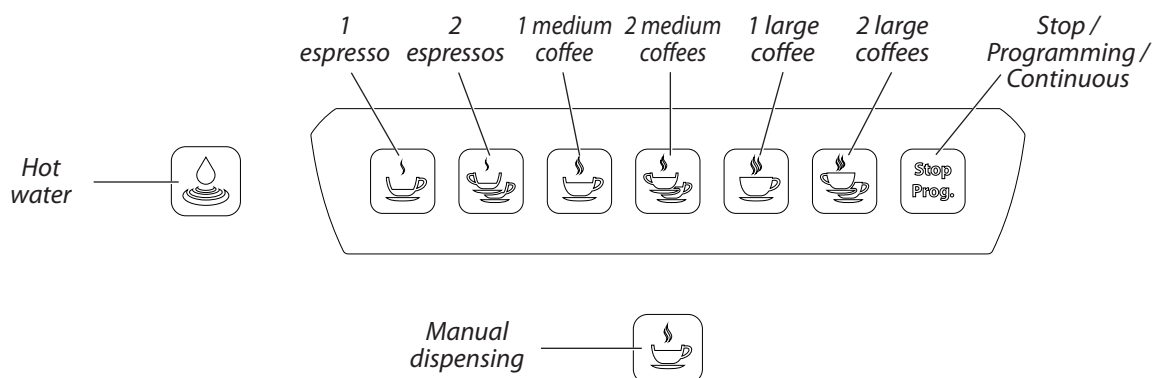 1
espresso
2
espressos
1 medium
coffee
2 medium
coffees
1 large
coffee
2 large
coffees
Stop /
Programming /
Continuous
Hot
water
Stop
Prog.
Manual
dispensing